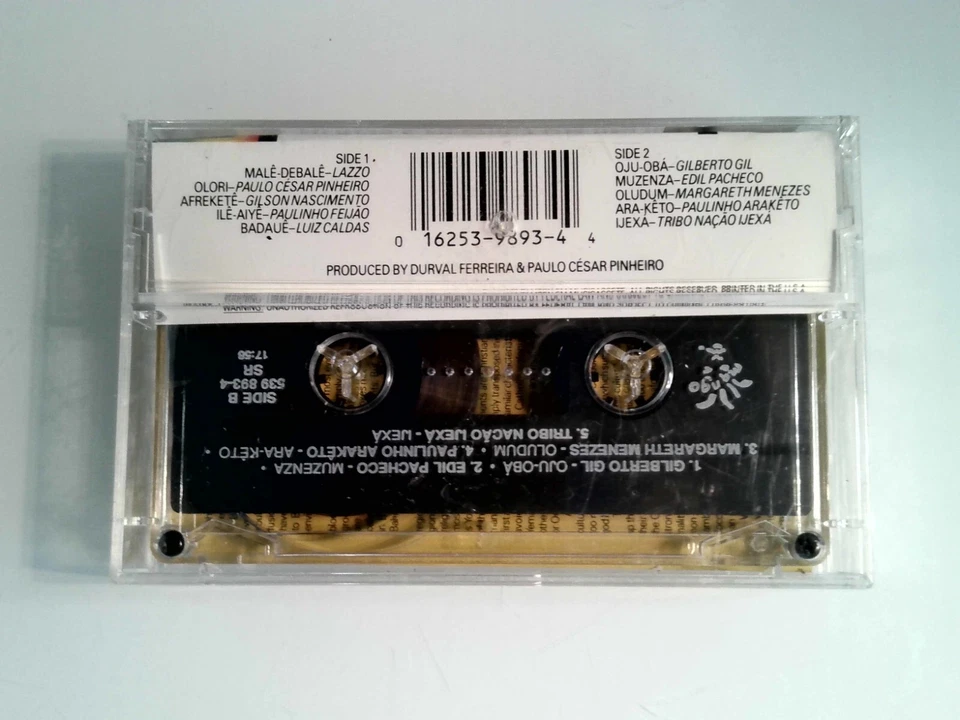 SIDE 1
MALÊ-DEBALÊ–LAZZO
OLORI–PAULO CÉSAR PINHEIRO
AFREKETÊ–GILSON NASCIMENTO
ILÊ-AIYÊ–PAULINHO FEIJÃO
BADAUÊ–LUIZ CALDAS
0 16253-9893-4 4
SIDE 2
OJU-OBÁ–GILBERTO GIL
MUZENZA–EDIL PACHECO
OLUDUM–MARGARETH MENEZES
ARA-KÊTO–PAULINHO ARAKÊTO
IJEXÁ–TRIBO NAÇÃO IJEXÁ
PRODUCED BY DURVAL FERREIRA & PAULO CÉSAR PINHEIRO
WARNING: UNAUTHORIZED
mango
SIDE B
539 893-4
SR
17:58
1. GILBERTO GIL - OJU-OBÁ • 2. EDIL PACHECO - MUZENZA •
3. MARGARETH MENEZES - OLUDUM • 4. PAULINHO ARAKÊTO - ARA-KÊTO •
5. TRIBO NAÇÃO IJEXÁ - IJEXÁ